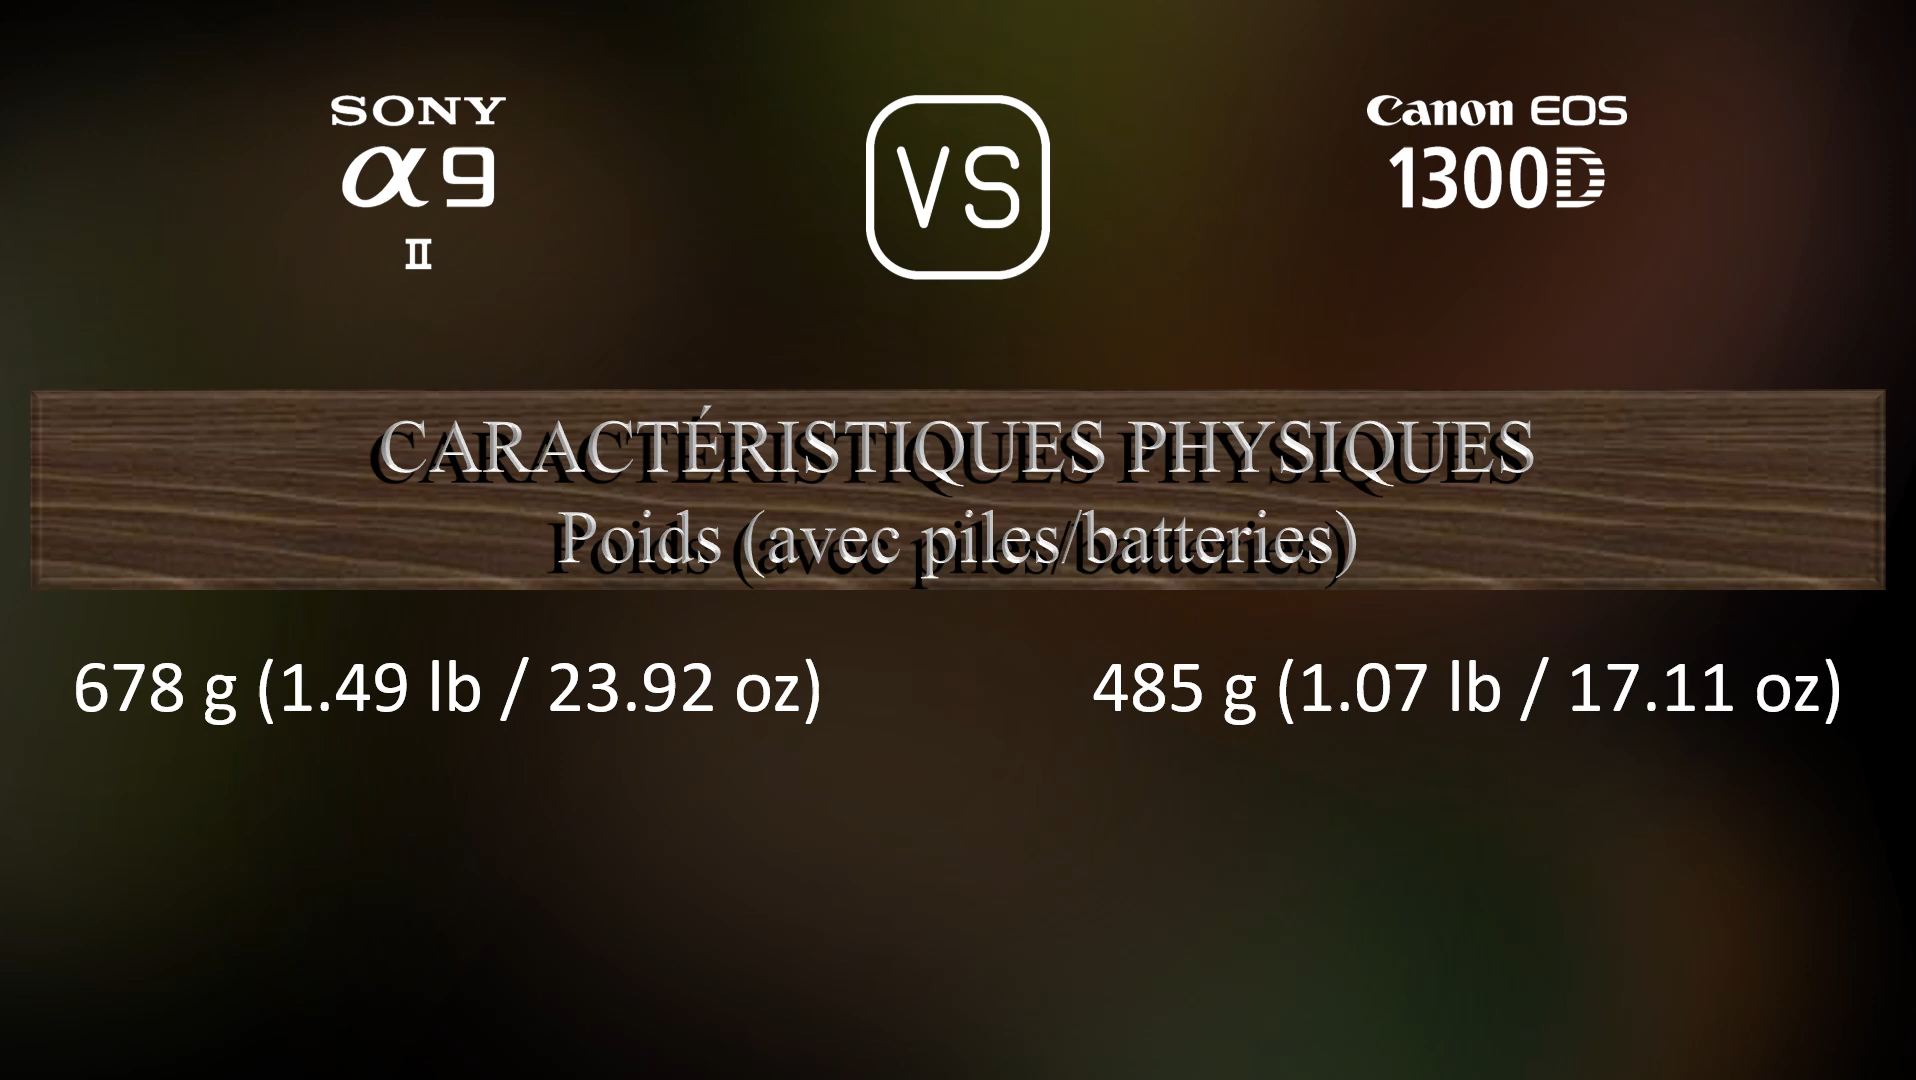 SONY
α9
II
VS
Canon EOS
1300D
CARACTÉRISTIQUES PHYSIQUES
Poids (avec piles/batteries)
678 g (1.49 lb / 23.92 oz)
485 g (1.07 lb / 17.11 oz)